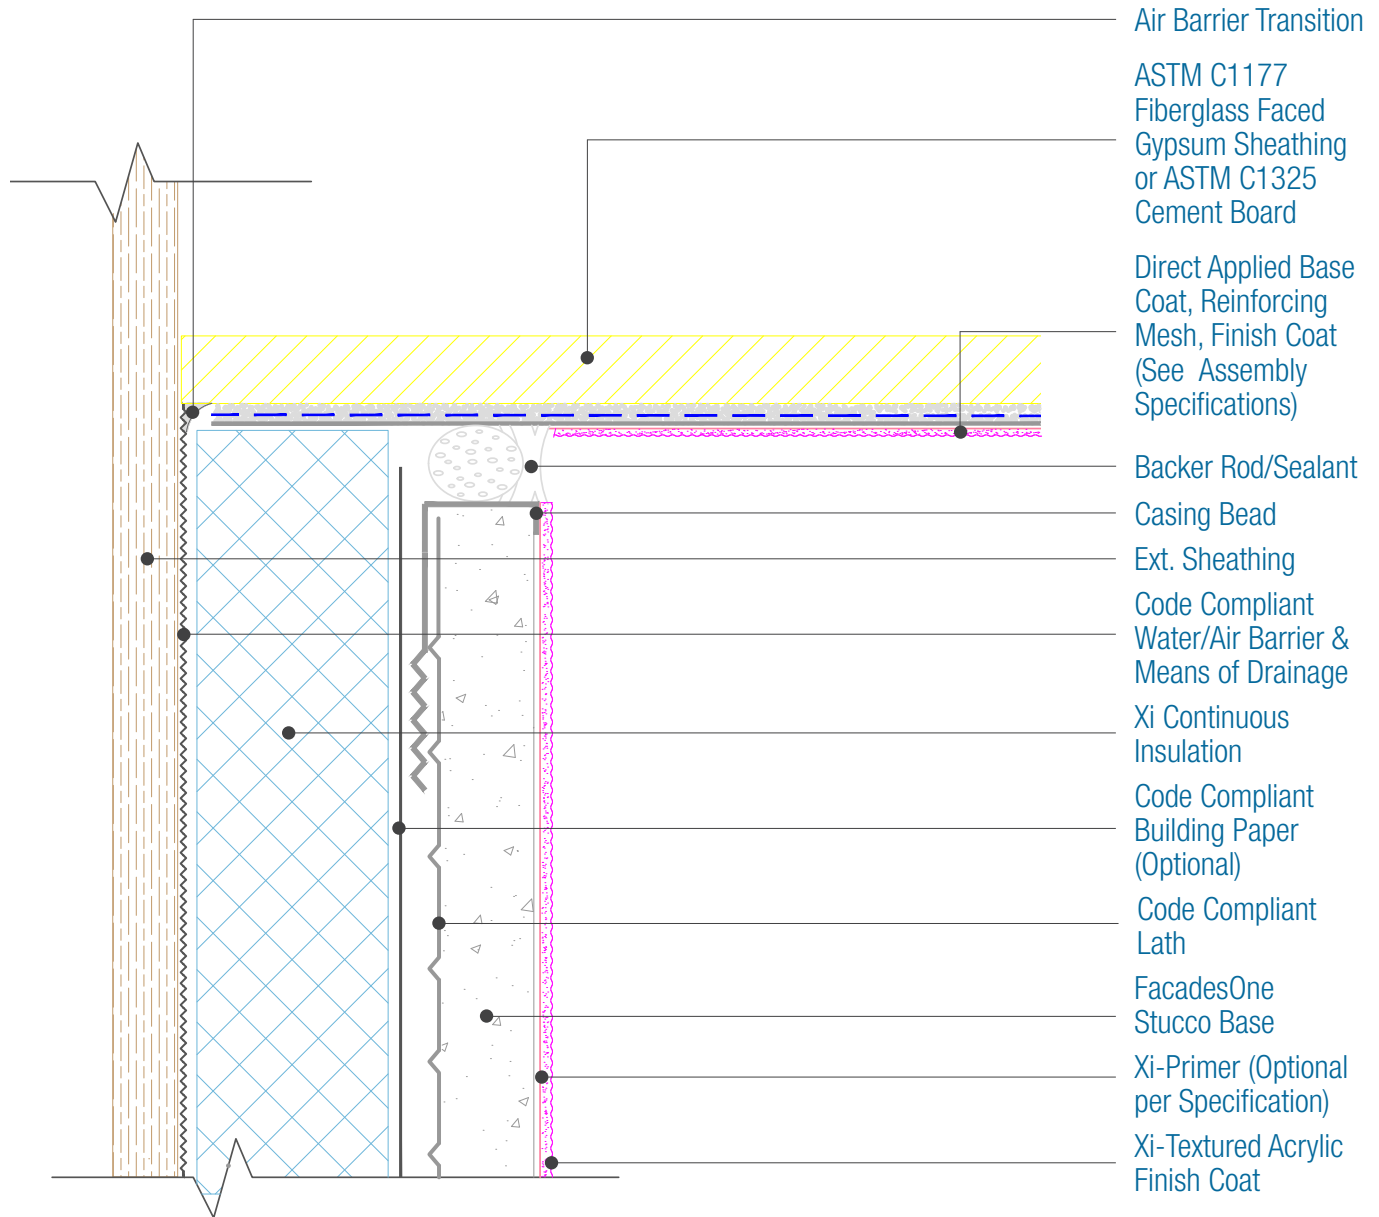 Air Barrier Transition
ASTM C1177
Fiberglass Faced
Gypsum Sheathing
or ASTM C1325
Cement Board
Direct Applied Base
Coat, Reinforcing
Mesh, Finish Coat
(See Assembly
Specifications)
Backer Rod/Sealant
Casing Bead
Ext. Sheathing
Code Compliant
Water/Air Barrier &
Means of Drainage
Xi Continuous
Insulation
Code Compliant
Building Paper
(Optional)
Code Compliant
Lath
FacadesOne
Stucco Base
Xi-Primer (Optional
per Specification)
Xi-Textured Acrylic
Finish Coat